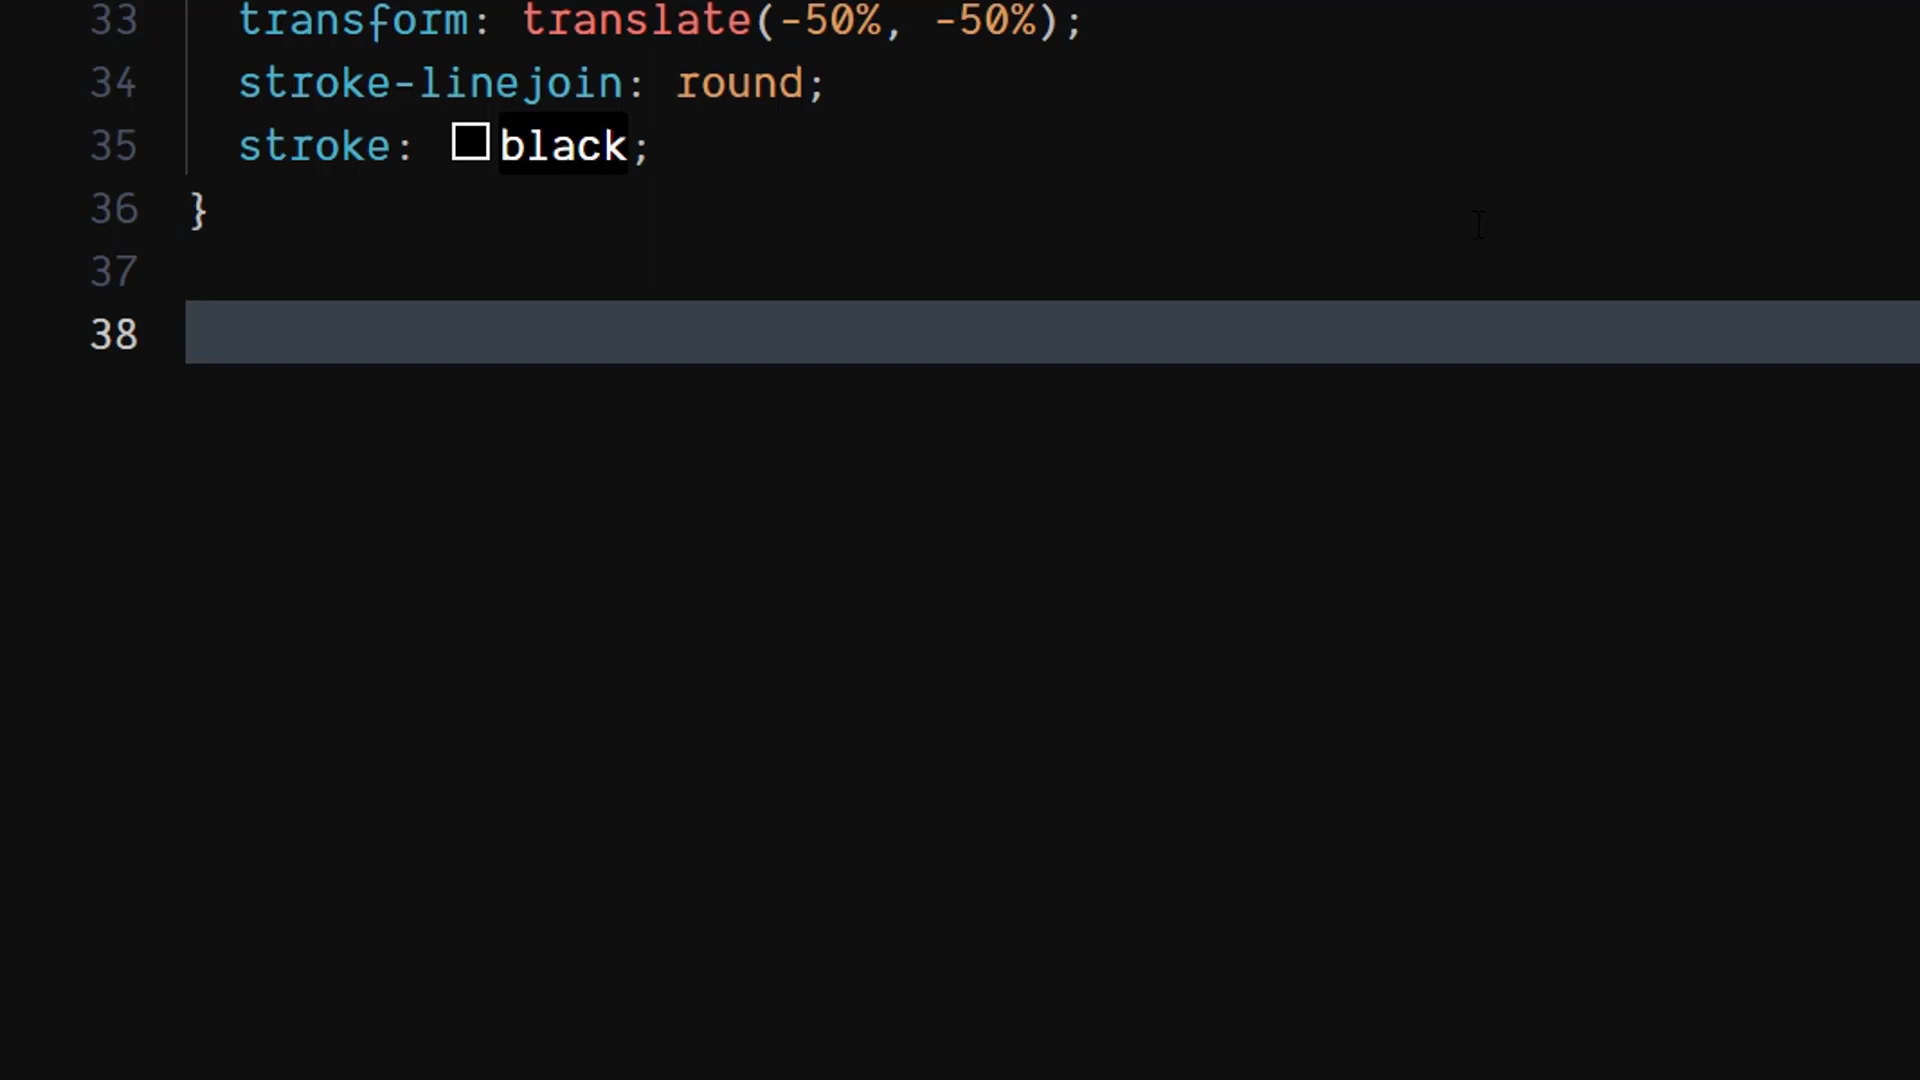 33 transform: translate(-50%, -50%);
34 stroke-linejoin: round;
35 stroke: black;
36 }
37
38